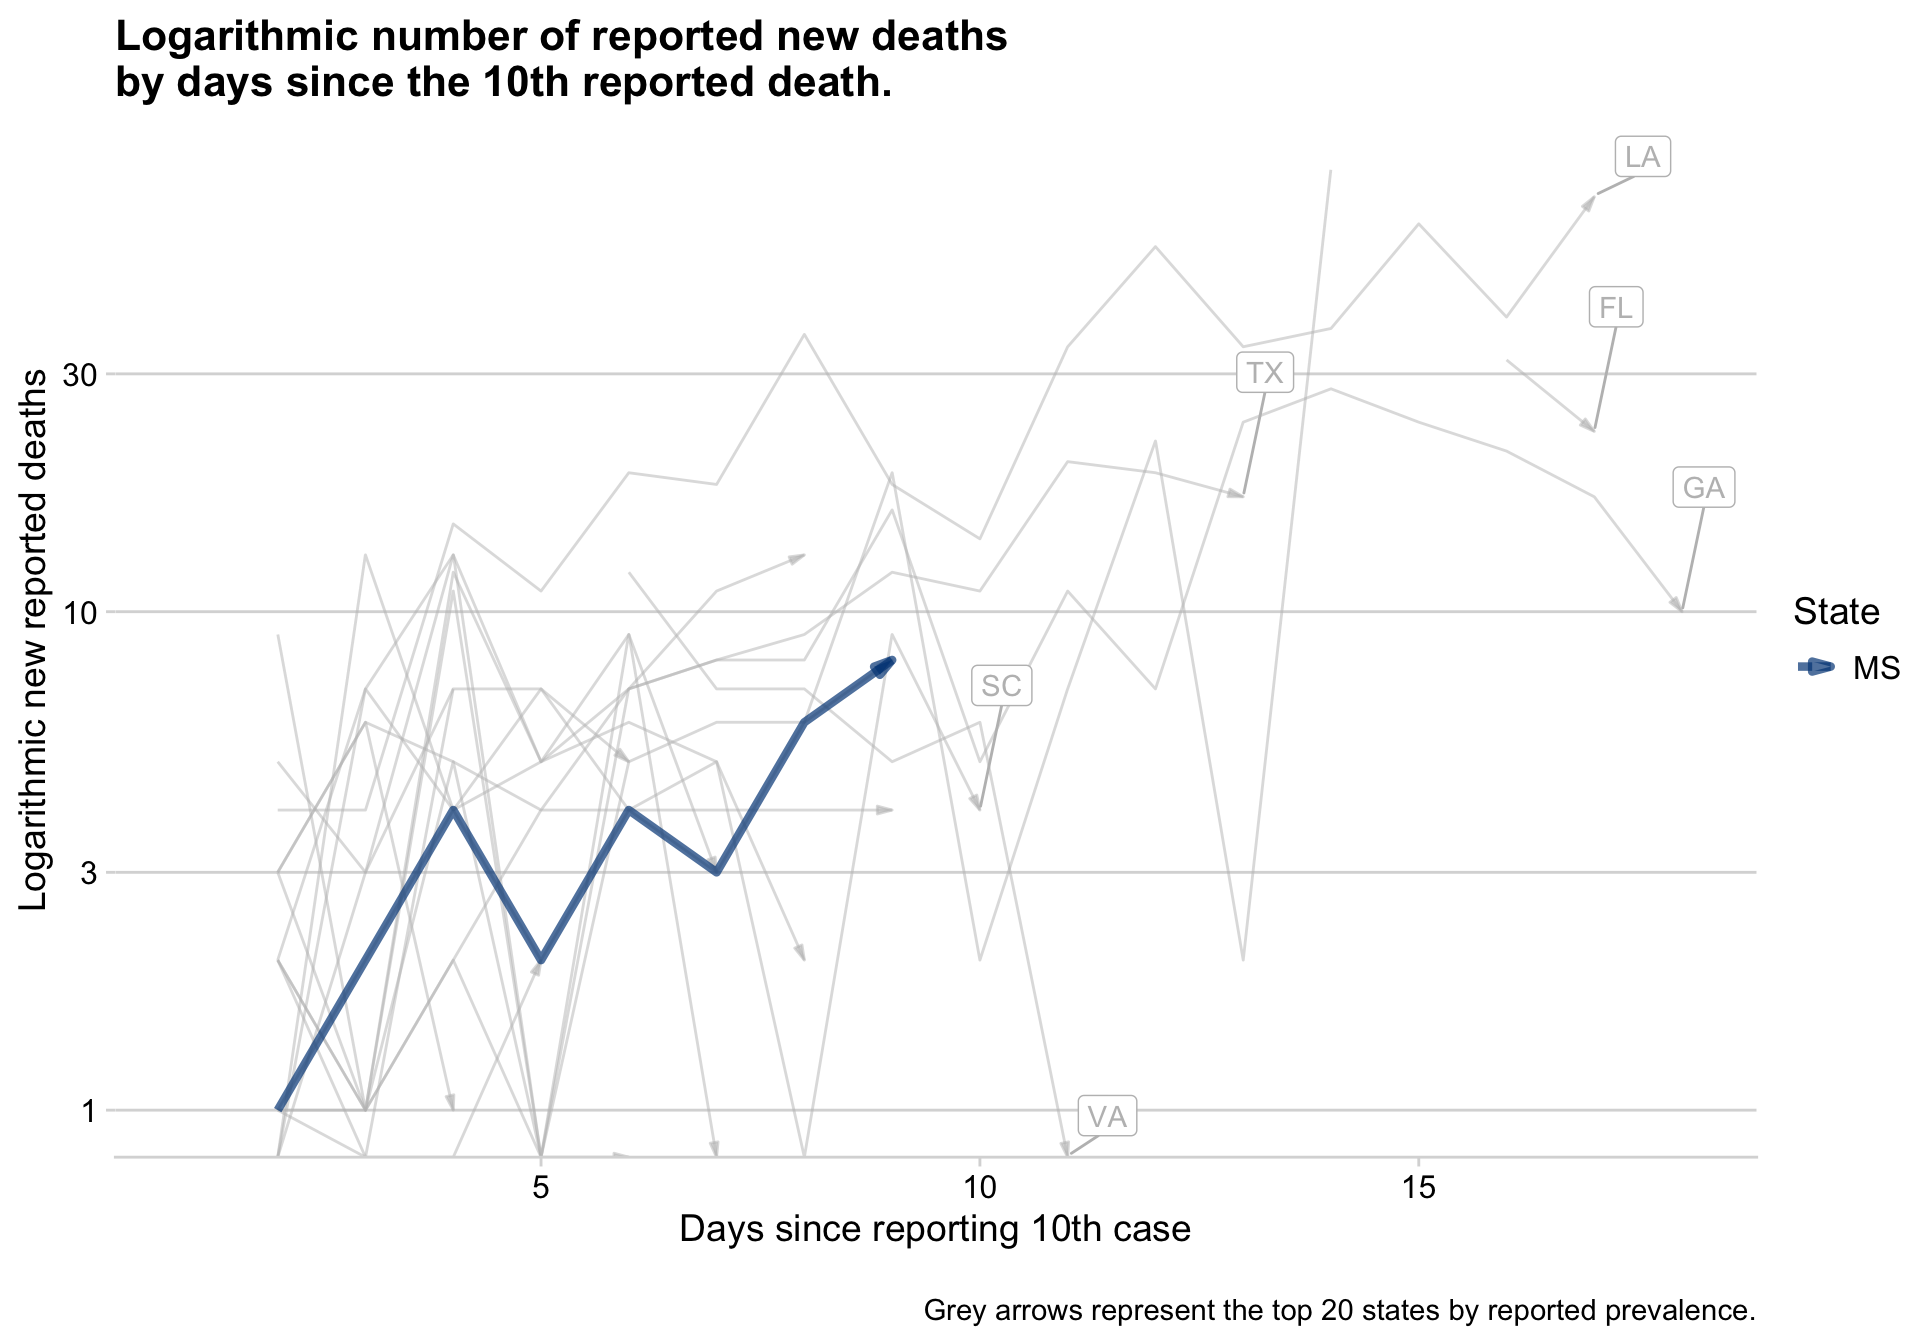 Logarithmic number of reported new deaths
by days since the 10th reported death.
LA
FL
TX
30
GA
10
SC
3
VA
1
Logarithmic new reported deaths
State
MS
5 10 15
Days since reporting 10th case
Grey arrows represent the top 20 states by reported prevalence.